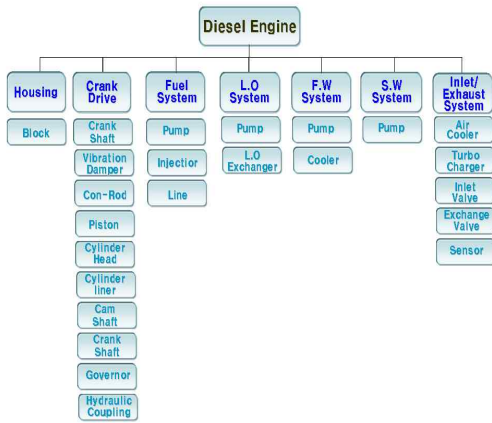 Diesel Engine
Housing
Block
Crank
Drive
Crank
Shaft
Vibration
Damper
Con-Rod
Piston
Cylinder
Head
Cylinder
liner
Cam
Shaft
Crank
Shaft
Governor
Hydraulic
Coupling
Fuel
System
Pump
Injectior
Line
L.O
System
Pump
L.O
Exchanger
F.W
System
Pump
Cooler
S.W
System
Pump
Inlet/
Exhaust
System
Air
Cooler
Turbo
Charger
Inlet
Valve
Exchange
Valve
Sensor